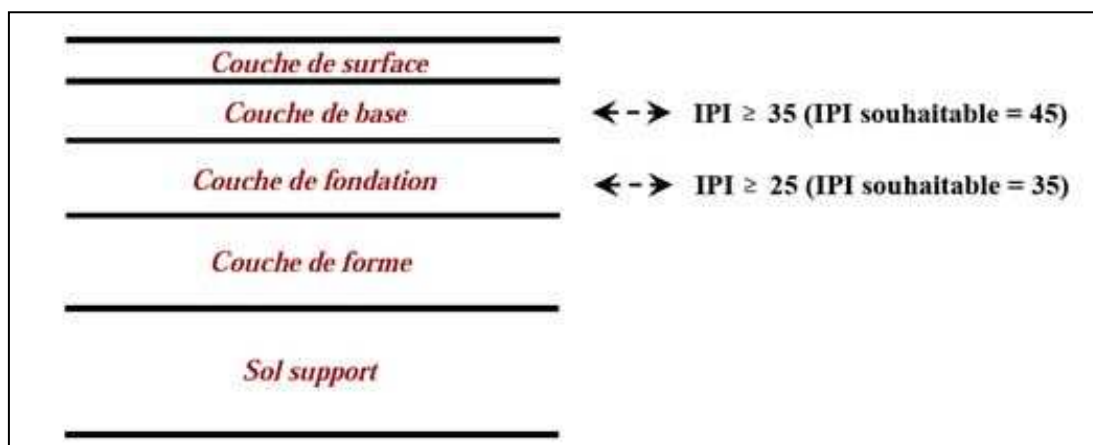 Couche de surface
Couche de base
IPI ≥ 35 (IPI souhaitable = 45)
Couche de fondation
IPI ≥ 25 (IPI souhaitable = 35)
Couche de forme
Sol support